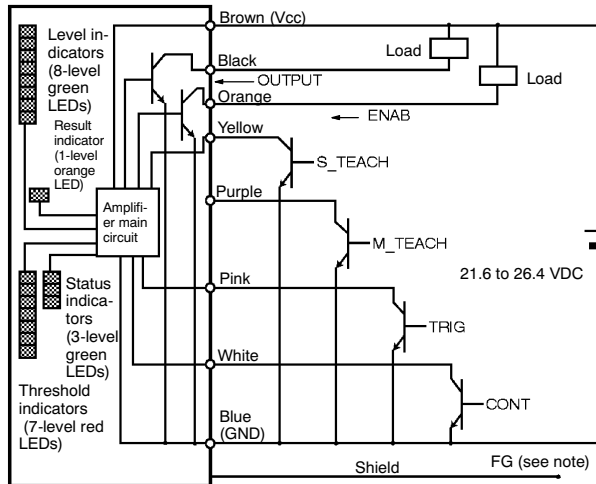 Brown (Vcc)
Level in-
dicators
(8-level
green
LEDs)
Load
Black
OUTPUT
Load
Orange
ENAB
Result
indicator
(1-level
orange
LED)
Yellow
S_TEACH
Purple
Amplifi-
er main
circuit
M_TEACH
21.6 to 26.4 VDC
Pink
Status
indica-
tors
(3-level
green
LEDs)
TRIG
White
Threshold
indicators
(7-level red
LEDs)
CONT
Blue
(GND)
Shield
FG (see note)